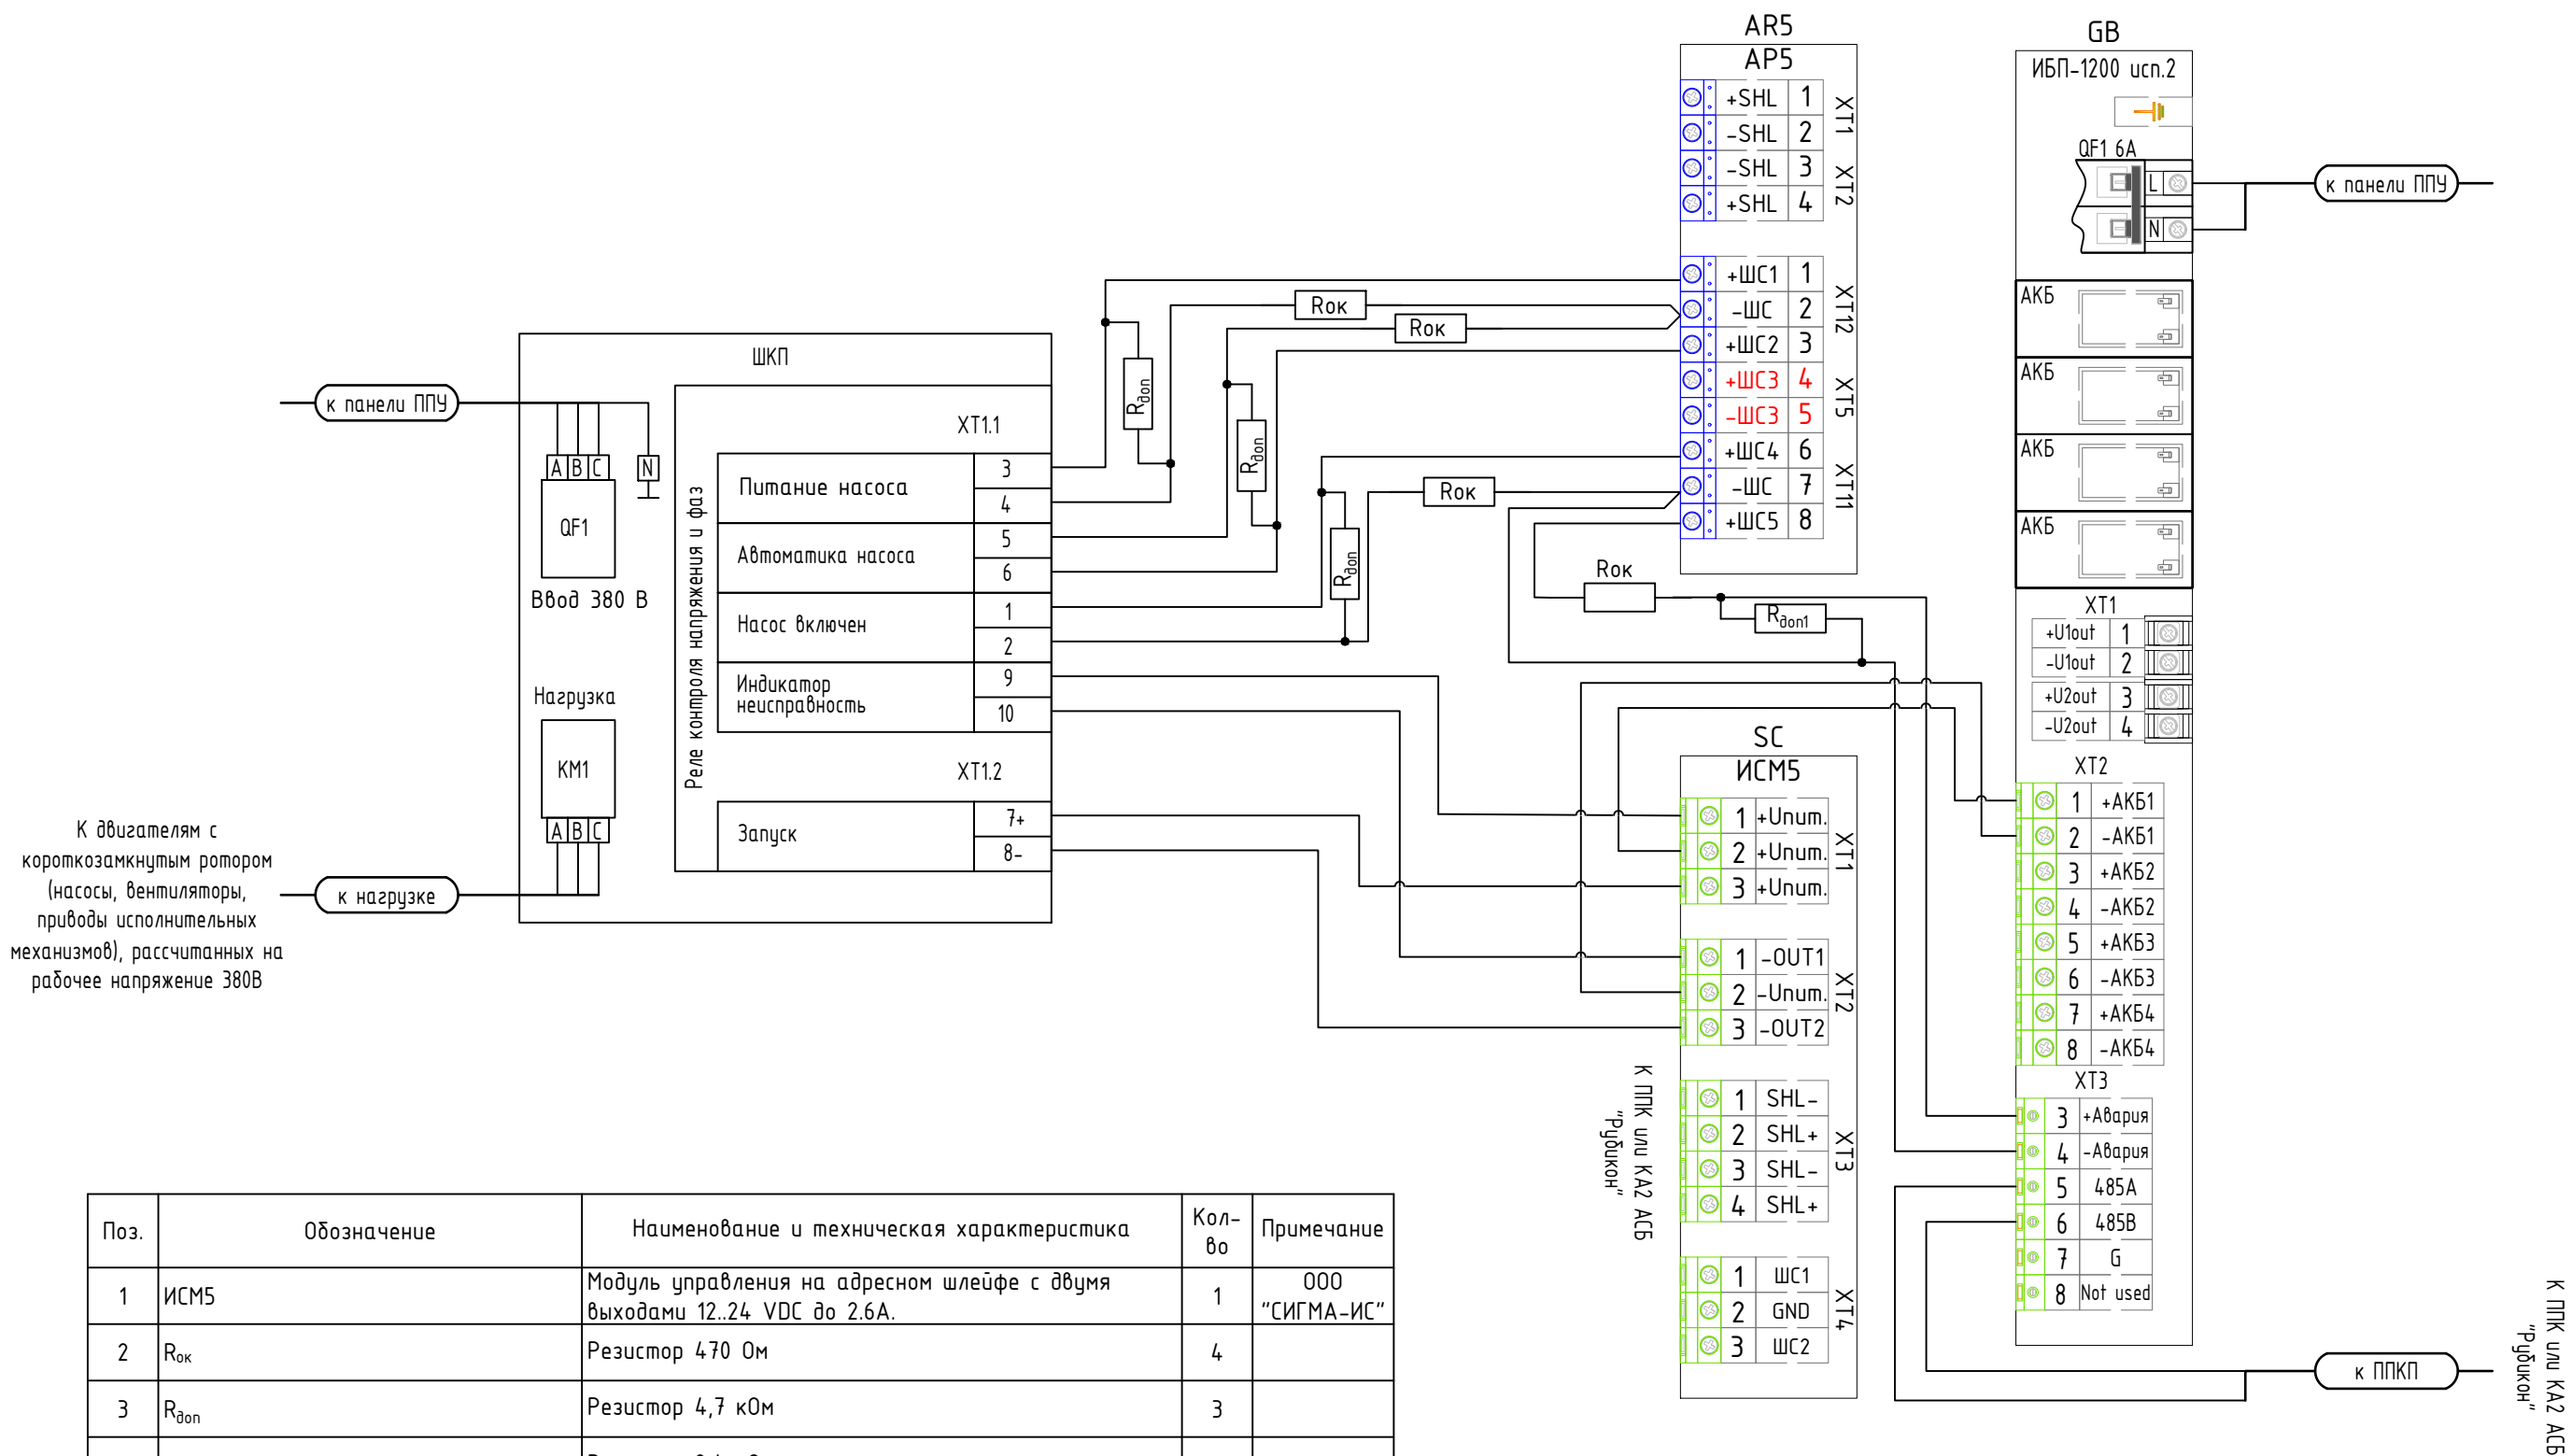 AR5
AP5
+SHL 1
-SHL 2
XT1
-SHL 3
+SHL 4
XT2
+ШС1 1
-ШС 2
+ШС2 3
XT12
+ШС3 4
-ШС3 5
XT5
+ШС4 6
-ШС 7
+ШС5 8
XT11
GB
ИБП-1200 исп.2
QF1 6A
L
N
к панели ППУ
АКБ
АКБ
АКБ
АКБ
XT1
+U1out 1
-U1out 2
+U2out 3
-U2out 4
XT2
1 +АКБ1
2 -АКБ1
3 +АКБ2
4 -АКБ2
5 +АКБ3
6 -АКБ3
7 +АКБ4
8 -АКБ4
XT3
3 +Авария
4 -Авария
5 485A
6 485B
7 G
8 Not used
к ППКП
К ППК или КА2 АСБ
"Рубикон"
ШКП
к панели ППУ
A B C
N
QF1
Ввод 380 В
Нагрузка
KM1
A B C
к нагрузке
К двигателям с
короткозамкнутым ротором
(насосы, вентиляторы,
приводы исполнительных
механизмов), рассчитанных на
рабочее напряжение 380В
Реле контроля напряжения и фаз
XT1.1
Питание насоса
3
4
Автоматика насоса
5
6
Насос включен
1
2
Индикатор
неисправность
9
10
XT1.2
Запуск
7+
8-
Rдоп
Rдоп
Rдоп
Rок
Rок
Rок
Rок
Rдоп1
SC
ИСМ5
1 +Uпит.
2 +Uпит.
3 +Uпит.
XT1
1 -OUT1
2 -Uпит.
3 -OUT2
XT2
1 SHL-
2 SHL+
3 SHL-
4 SHL+
XT3
1 ШС1
2 GND
3 ШС2
XT4
К ППК или КА2 АСБ
"Рубикон"
Поз. Обозначение Наименование и техническая характеристика Кол-
во Примечание
1 ИСМ5 Модуль управления на адресном шлейфе с двумя
выходами 12..24 VDC до 2.6А. 1 ООО
"СИГМА-ИС"
2 Rок Резистор 470 Ом 4
3 Rдоп Резистор 4,7 кОм 3